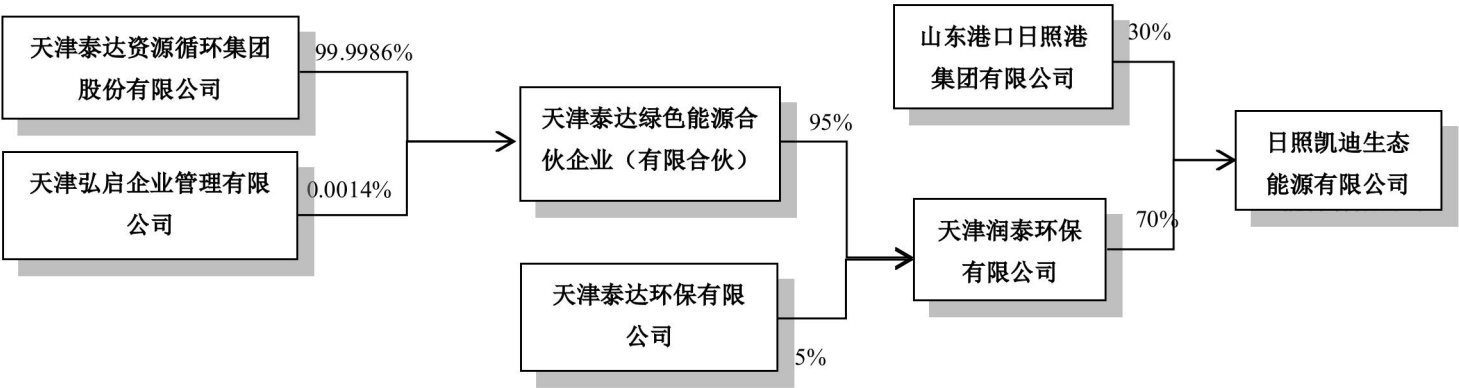 天津泰达资源循环集团
股份有限公司
99.9986%
天津弘启企业管理有限
公司
0.0014%
天津泰达绿色能源合
伙企业（有限合伙）
95%
天津泰达环保有限
公司
5%
山东港口日照港
集团有限公司
30%
天津润泰环保
有限公司
70%
日照凯迪生态
能源有限公司